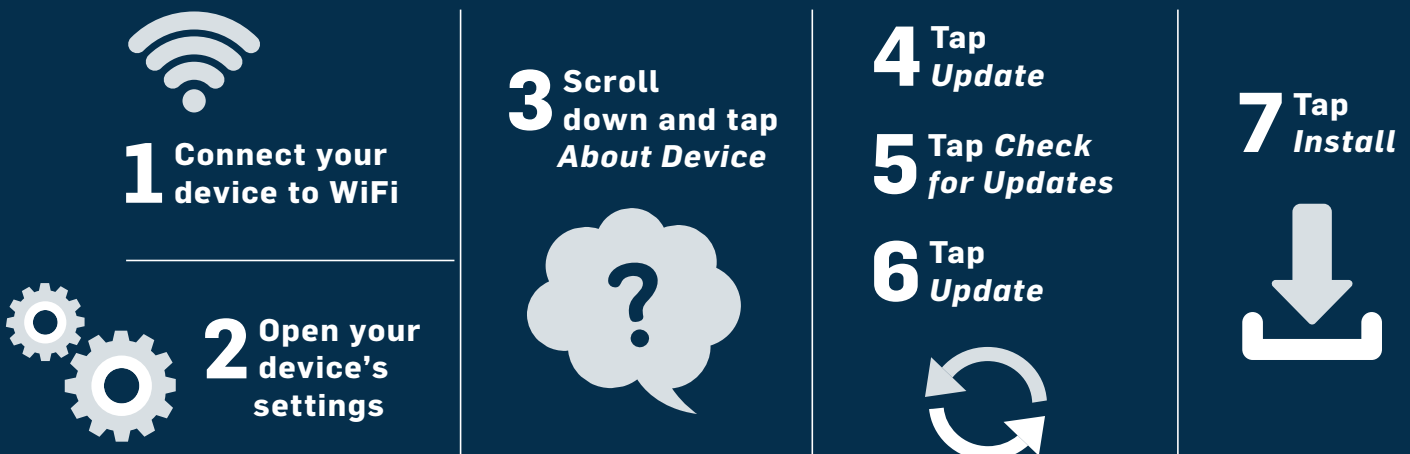 1 Connect your
device to WiFi
2 Open your
device’s
settings
3 Scroll
down and tap
About Device
?
4 Tap
Update
5 Tap Check
for Updates
6 Tap
Update
7 Tap
Install